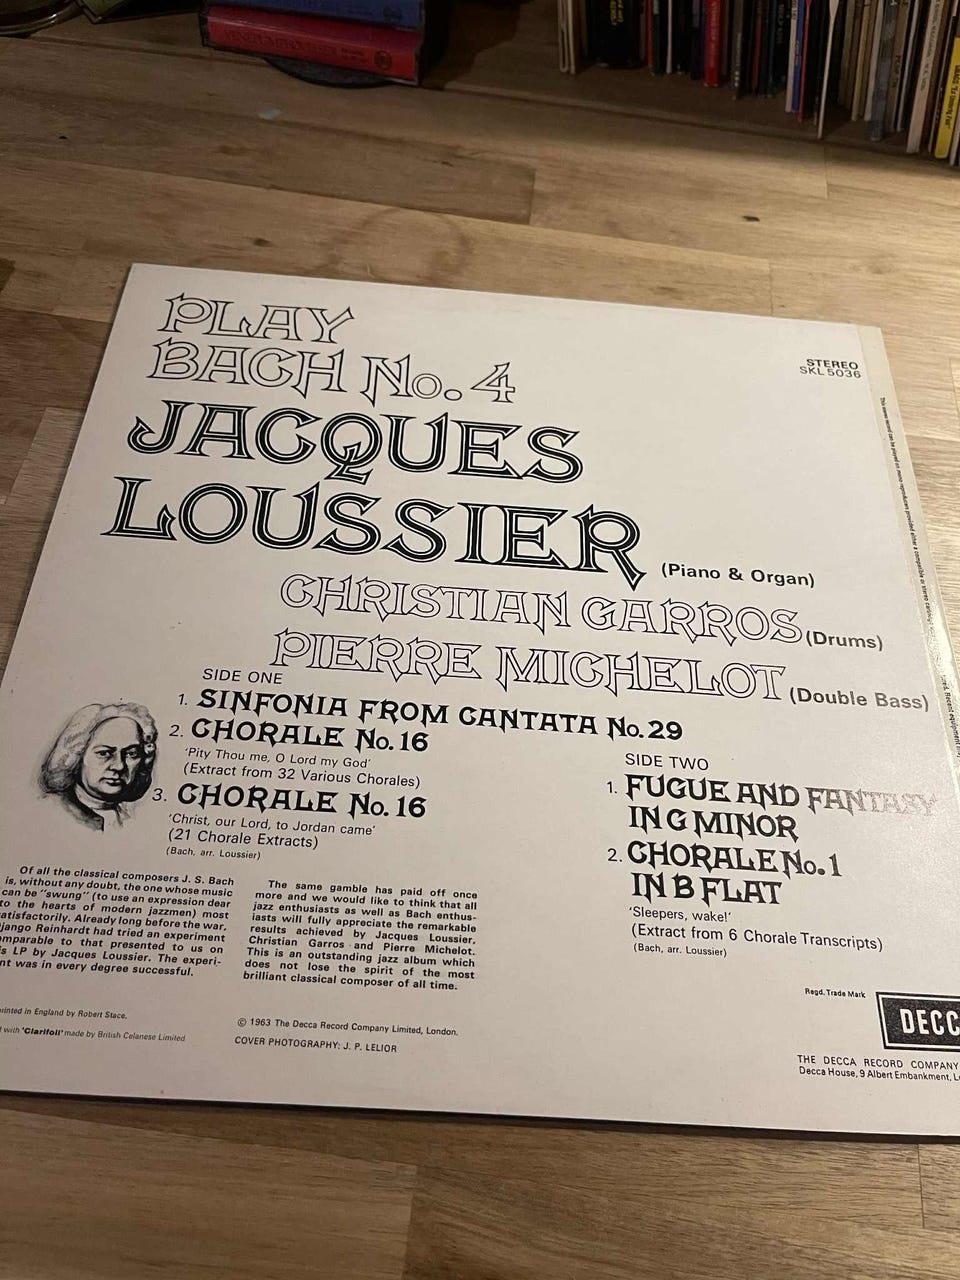 PLAY
BACH No. 4
JACQUES
LOUSSIER (Piano & Organ)
CHRISTIAN GARROS (Drums)
PIERRE MICHELOT (Double Bass)
STEREO
SKL 5036
SIDE ONE
1. SINFONIA FROM CANTATA No. 29
2. CHORALE No. 16
'Pity Thou me, O Lord my God'
(Extract from 32 Various Chorales)
3. CHORALE No. 16
'Christ, our Lord, to Jordan came'
(21 Chorale Extracts)
(Bach, arr. Loussier)
SIDE TWO
1. FUGUE AND FANTASY
IN G MINOR
2. CHORALE No. 1
IN B FLAT
'Sleepers, wake!'
(Extract from 6 Chorale Transcripts)
(Bach, arr. Loussier)
Of all the classical composers J. S. Bach
is, without any doubt, the one whose music
can be "swung" (to use an expression dear
to the hearts of modern jazzmen) most
atisfactorily. Already long before the war,
jango Reinhardt had tried an experiment
mparable to that presented to us on
s LP by Jacques Loussier. The experi-
nt was in every degree successful.
The same gamble has paid off once
more and we would like to think that all
jazz enthusiasts as well as Bach enthus-
iasts will fully appreciate the remarkable
results achieved by Jacques Loussier,
Christian Garros and Pierre Michelot.
This is an outstanding jazz album which
does not lose the spirit of the most
brilliant classical composer of all time.
rinted in England by Robert Stace.
with 'Clarifoil' made by British Celanese Limited
© 1963 The Decca Record Company Limited, London.
COVER PHOTOGRAPHY: J. P. LELIOR
Regd. Trade Mark
DECC
THE DECCA RECORD COMPANY
Decca House, 9 Albert Embankment, L